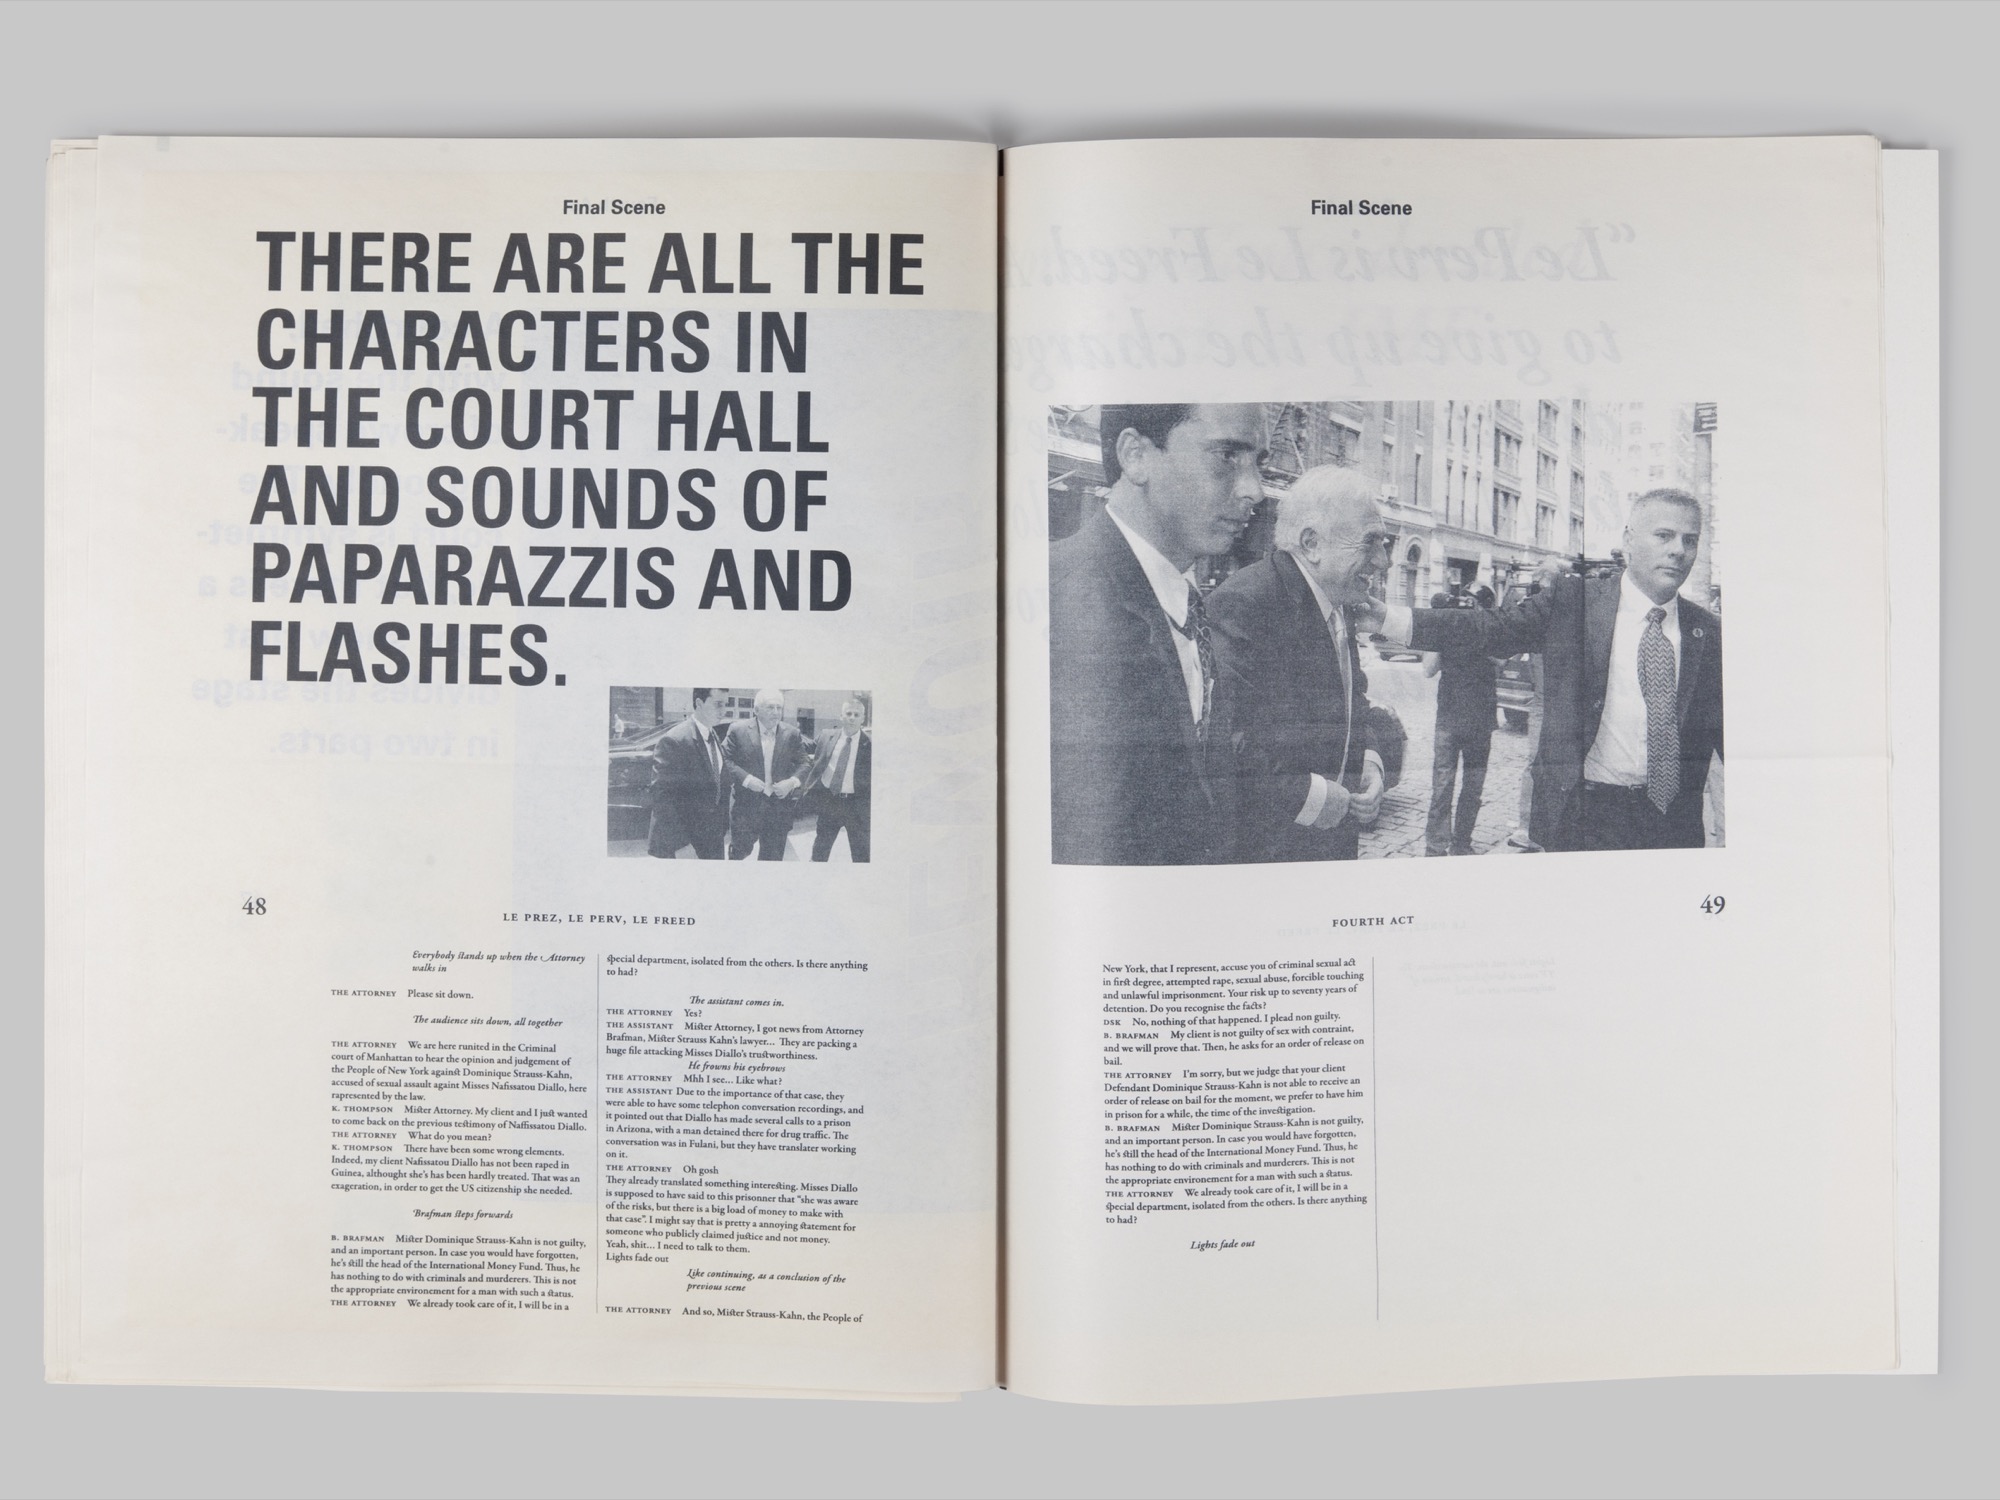 Final Scene
THERE ARE ALL THE
CHARACTERS IN
THE COURT HALL
AND SOUNDS OF
PAPARAZZIS AND
FLASHES.
48
LE PREZ, LE PERV, LE FREED
Everybody stands up when the Attorney
walks in
THE ATTORNEY Please sit down.
The audience sits down, all together
THE ATTORNEY We are here runited in the Criminal
court of Manhattan to hear the opinion and judgement of
the People of New York against Dominique Strauss-Kahn,
accused of sexual assault againt Misses Nafissatou Diallo, here
rapresented by the law.
K. THOMPSON Mister Attorney. My client and I just wanted
to come back on the previous testimony of Naffissatou Diallo.
THE ATTORNEY What do you mean?
K. THOMPSON There have been some wrong elements.
Indeed, my client Nafissatou Diallo has not been raped in
Guinea, althought she's has been hardly treated. That was an
exageration, in order to get the US citizenship she needed.
Brafman steps forwards
B. BRAFMAN Mister Dominique Strauss-Kahn is not guilty,
and an important person. In case you would have forgotten,
he's still the head of the International Money Fund. Thus, he
has nothing to do with criminals and murderers. This is not
the appropriate environement for a man with such a status.
THE ATTORNEY We already took care of it, I will be in a
special department, isolated from the others. Is there anything
to had?
The assistant comes in.
THE ATTORNEY Yes?
THE ASSISTANT Mister Attorney, I got news from Attorney
Brafman, Mister Strauss Kahn's lawyer... They are packing a
huge file attacking Misses Diallo's trustworthiness.
He frowns his eyebrows
THE ATTORNEY Mhh I see... Like what?
THE ASSISTANT Due to the importance of that case, they
were able to have some telephon conversation recordings, and
it pointed out that Diallo has made several calls to a prison
in Arizona, with a man detained there for drug traffic. The
conversation was in Fulani, but they have translater working
on it.
THE ATTORNEY Oh gosh
They already translated something interesting. Misses Diallo
is supposed to have said to this prisonner that "she was aware
of the risks, but there is a big load of money to make with
that case". I might say that is pretty a annoying statement for
someone who publicly claimed justice and not money.
Yeah, shit... I need to talk to them.
Lights fade out
Like continuing, as a conclusion of the
previous scene
THE ATTORNEY And so, Mister Strauss-Kahn, the People of
Final Scene
49
FOURTH ACT
New York, that I represent, accuse you of criminal sexual act
in first degree, attempted rape, sexual abuse, forcible touching
and unlawful imprisonment. Your risk up to seventy years of
detention. Do you recognise the facts?
DSK No, nothing of that happened. I plead non guilty.
B. BRAFMAN My client is not guilty of sex with contraint,
and we will prove that. Then, he asks for an order of release on
bail.
THE ATTORNEY I'm sorry, but we judge that your client
Defendant Dominique Strauss-Kahn is not able to receive an
order of release on bail for the moment, we prefer to have him
in prison for a while, the time of the investigation.
B. BRAFMAN Mister Dominique Strauss-Kahn is not guilty,
and an important person. In case you would have forgotten,
he's still the head of the International Money Fund. Thus, he
has nothing to do with criminals and murderers. This is not
the appropriate environement for a man with such a status.
THE ATTORNEY We already took care of it, I will be in a
special department, isolated from the others. Is there anything
to had?
Lights fade out